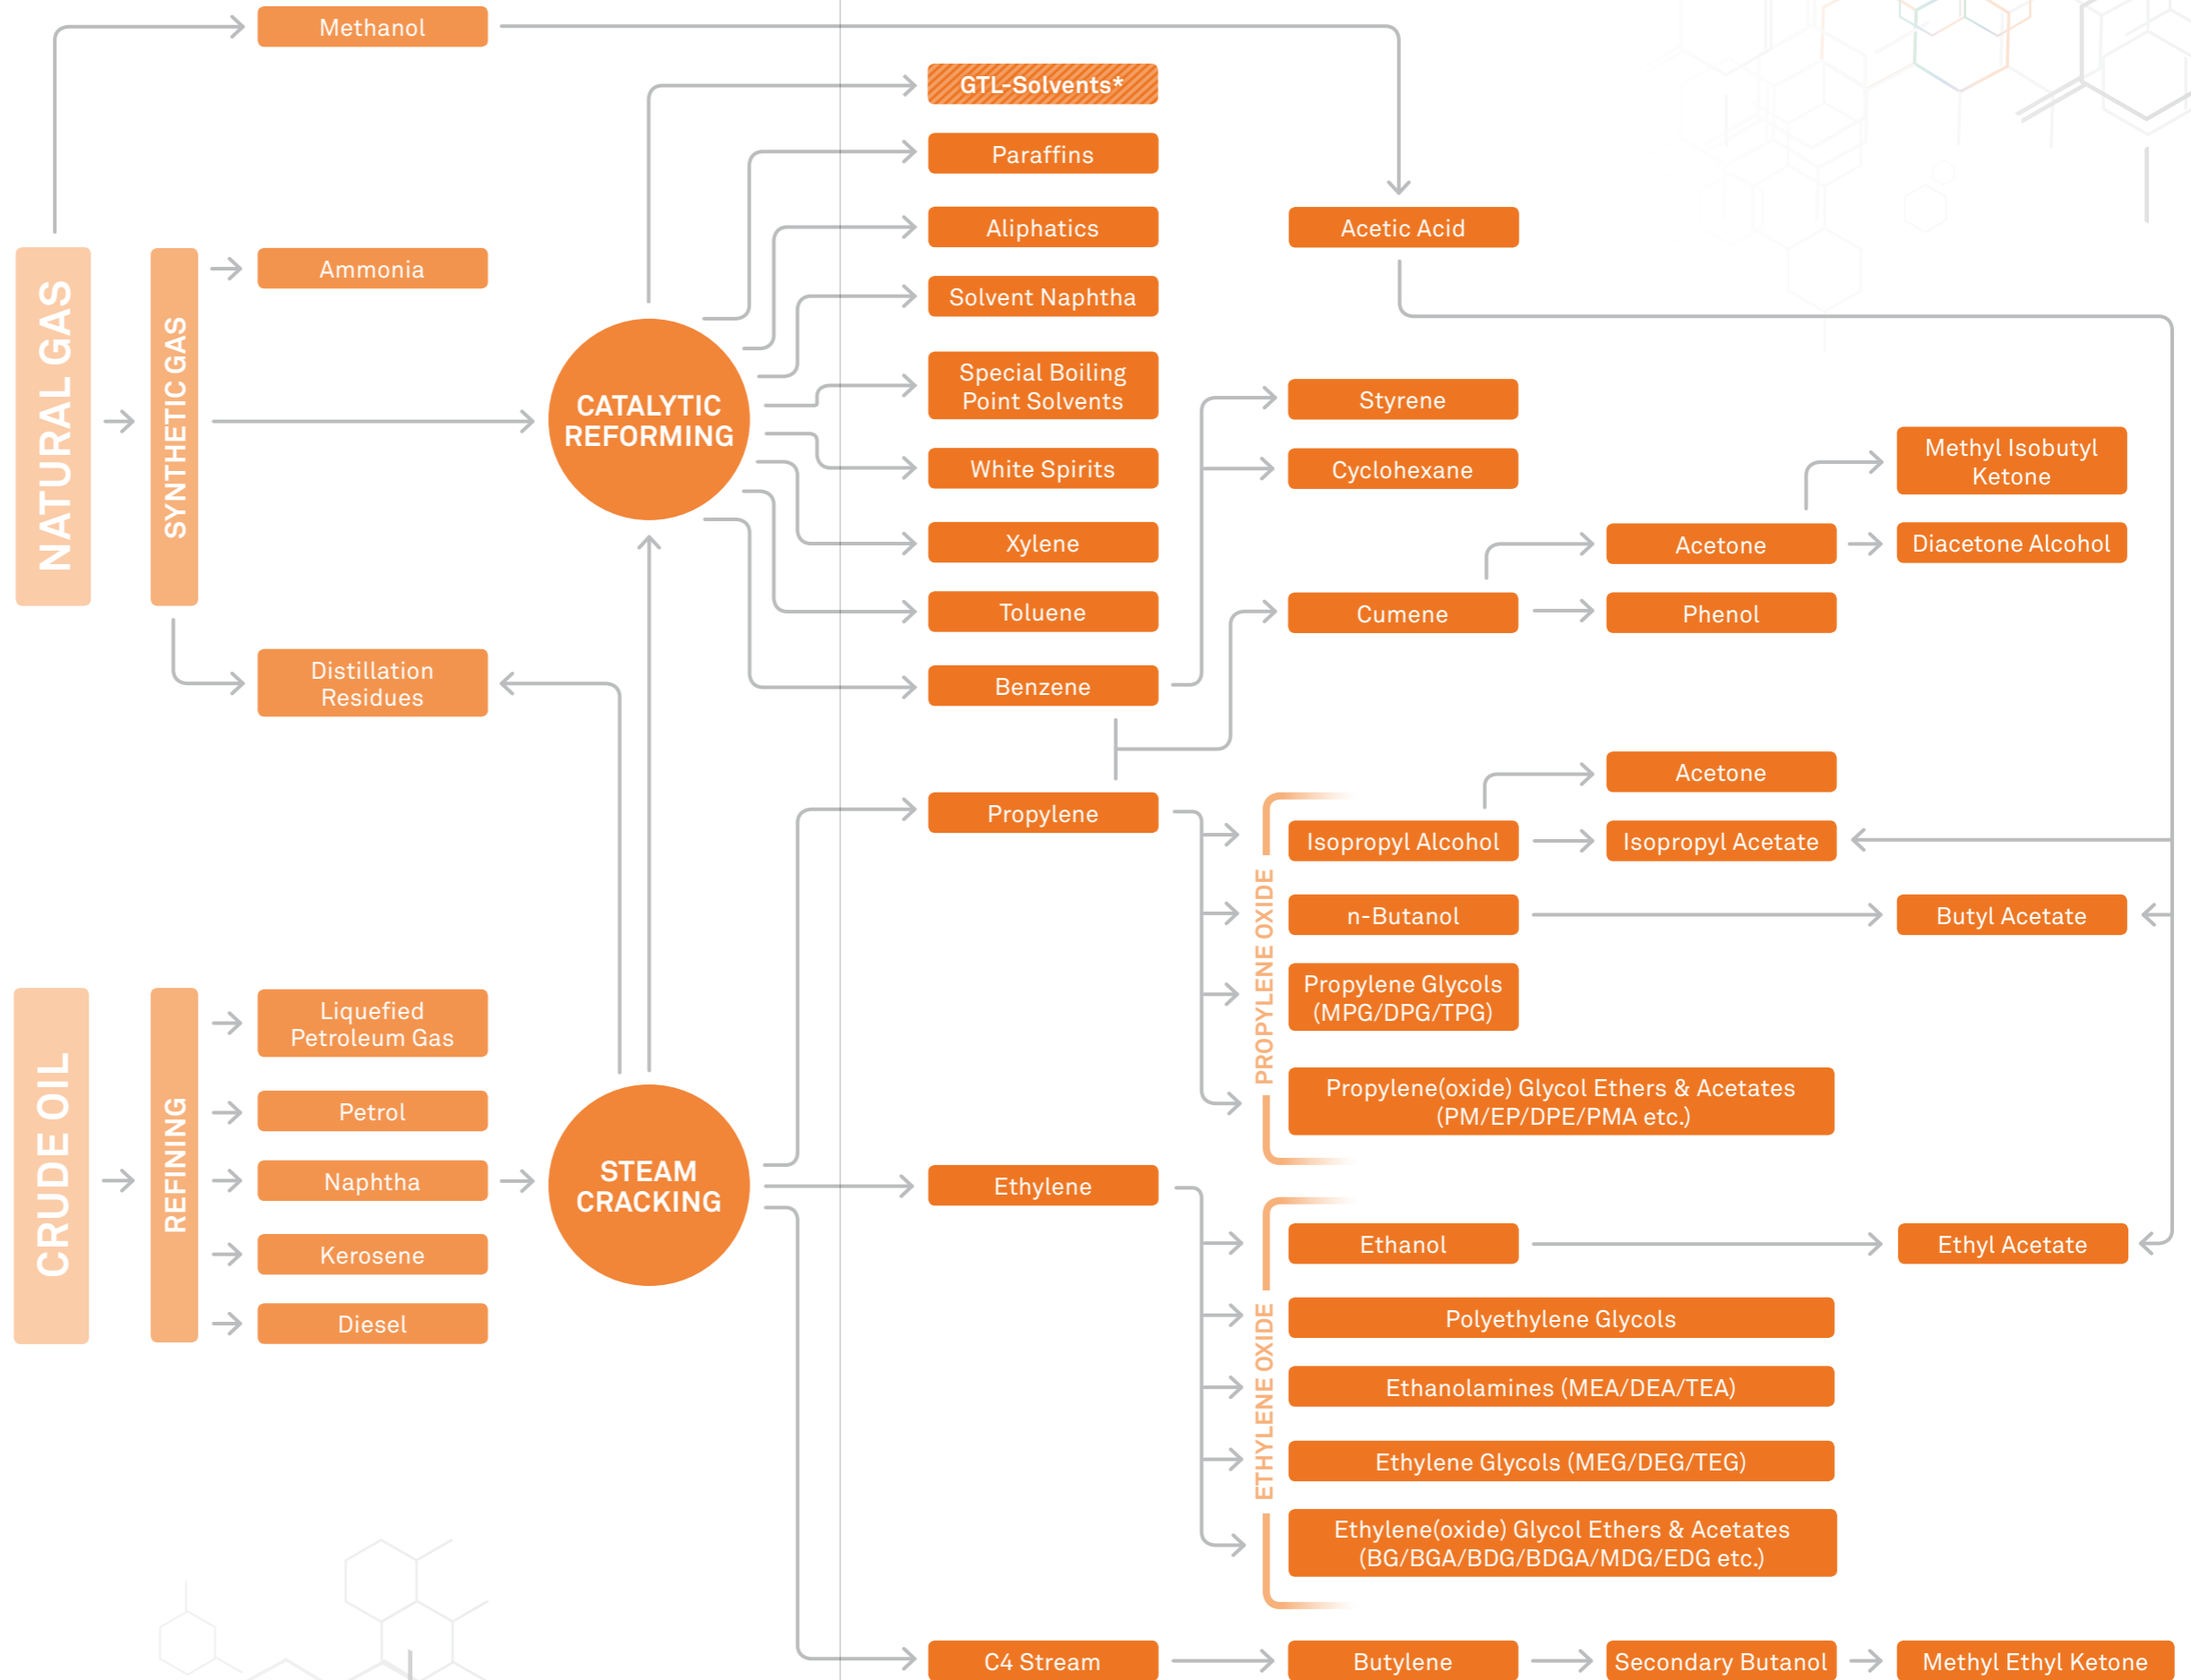 Methanol
GTL-Solvents*
Paraffins
Aliphatics
Acetic Acid
NATURAL GAS
SYNTHETIC GAS
Ammonia
Solvent Naphtha
CATALYTIC
REFORMING
Special Boiling
Point Solvents
Styrene
White Spirits
Cyclohexane
Methyl Isobutyl
Ketone
Xylene
Acetone
Diacetone Alcohol
Toluene
Cumene
Phenol
Distillation
Residues
Benzene
Acetone
Propylene
PROPYLENE OXIDE
Isopropyl Alcohol
Isopropyl Acetate
n-Butanol
Butyl Acetate
Propylene Glycols
(MPG/DPG/TPG)
Propylene(oxide) Glycol Ethers & Acetates
(PM/EP/DPE/PMA etc.)
CRUDE OIL
REFINING
Liquefied
Petroleum Gas
Petrol
Naphtha
Kerosene
Diesel
STEAM
CRACKING
Ethylene
ETHYLENE OXIDE
Ethanol
Ethyl Acetate
Polyethylene Glycols
Ethanolamines (MEA/DEA/TEA)
Ethylene Glycols (MEG/DEG/TEG)
Ethylene(oxide) Glycol Ethers & Acetates
(BG/BGA/BDG/BDGA/MDG/EDG etc.)
C4 Stream
Butylene
Secondary Butanol
Methyl Ethyl Ketone